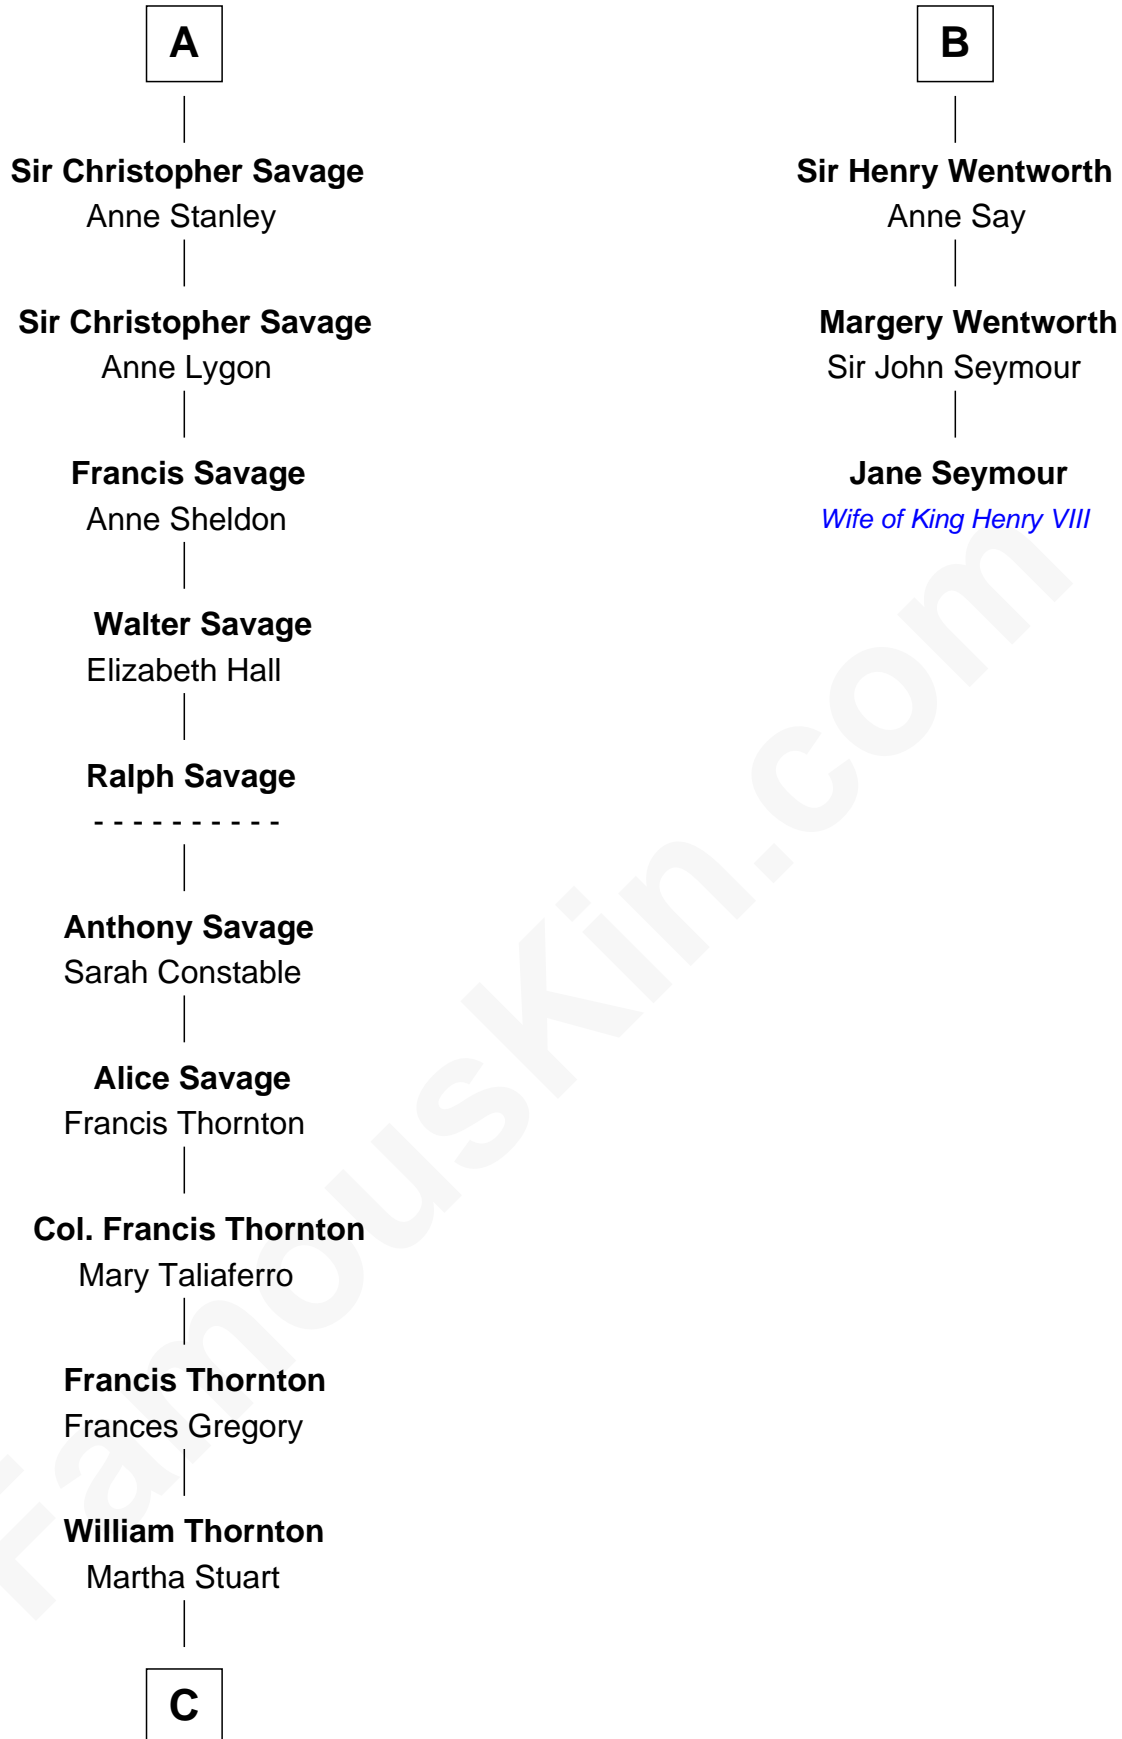 A
Sir Christopher Savage
Anne Stanley
Sir Christopher Savage
Anne Lygon
Francis Savage
Anne Sheldon
Walter Savage
Elizabeth Hall
Ralph Savage
- - - - - - - - - -
Anthony Savage
Sarah Constable
Alice Savage
Francis Thornton
Col. Francis Thornton
Mary Taliaferro
Francis Thornton
Frances Gregory
William Thornton
Martha Stuart
C
B
Sir Henry Wentworth
Anne Say
Margery Wentworth
Sir John Seymour
Jane Seymour
Wife of King Henry VIII
FamousKin.com